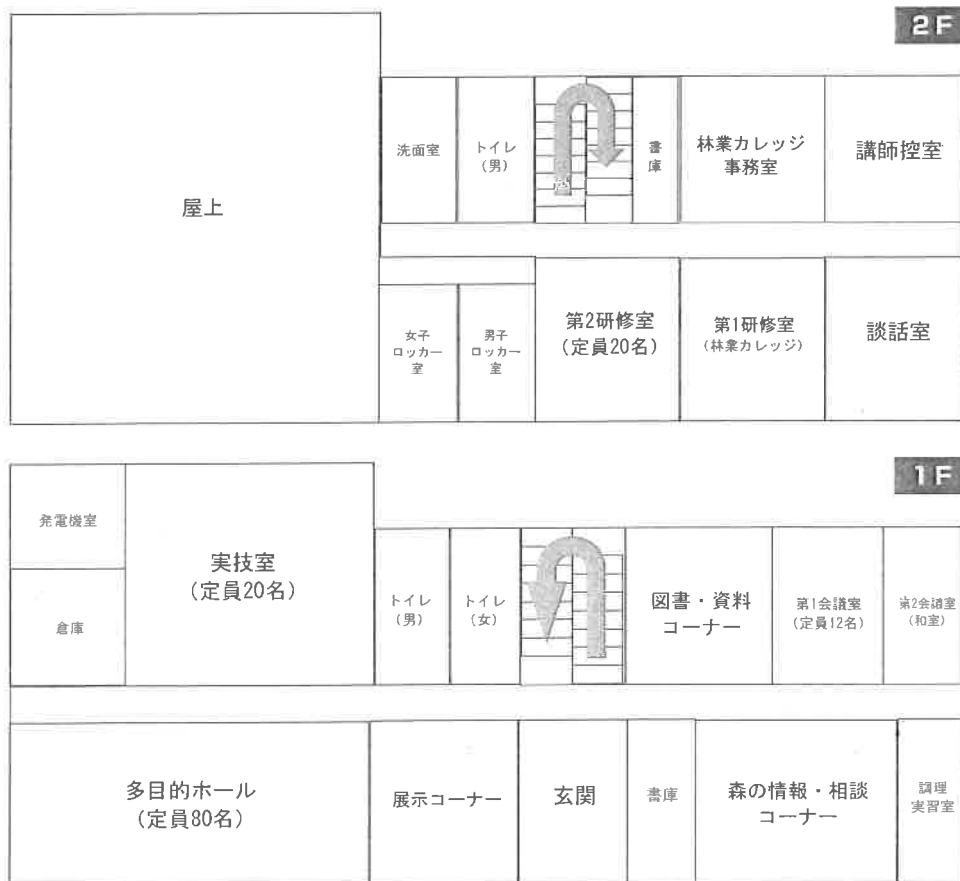 2F
屋上
洗面室
トイレ
(男)
書
庫
林業カレッジ
事務室
講師控室
女子
ロッカー
室
男子
ロッカー
室
第2研修室
(定員20名)
第1研修室
(林業カレッジ)
談話室
1F
発電機室
倉庫
実技室
(定員20名)
トイレ
(男)
トイレ
(女)
図書・資料
コーナー
第1会議室
(定員12名)
第2会議室
(和室)
多目的ホール
(定員80名)
展示コーナー
玄関
書庫
森の情報・相談
コーナー
調理
実習室